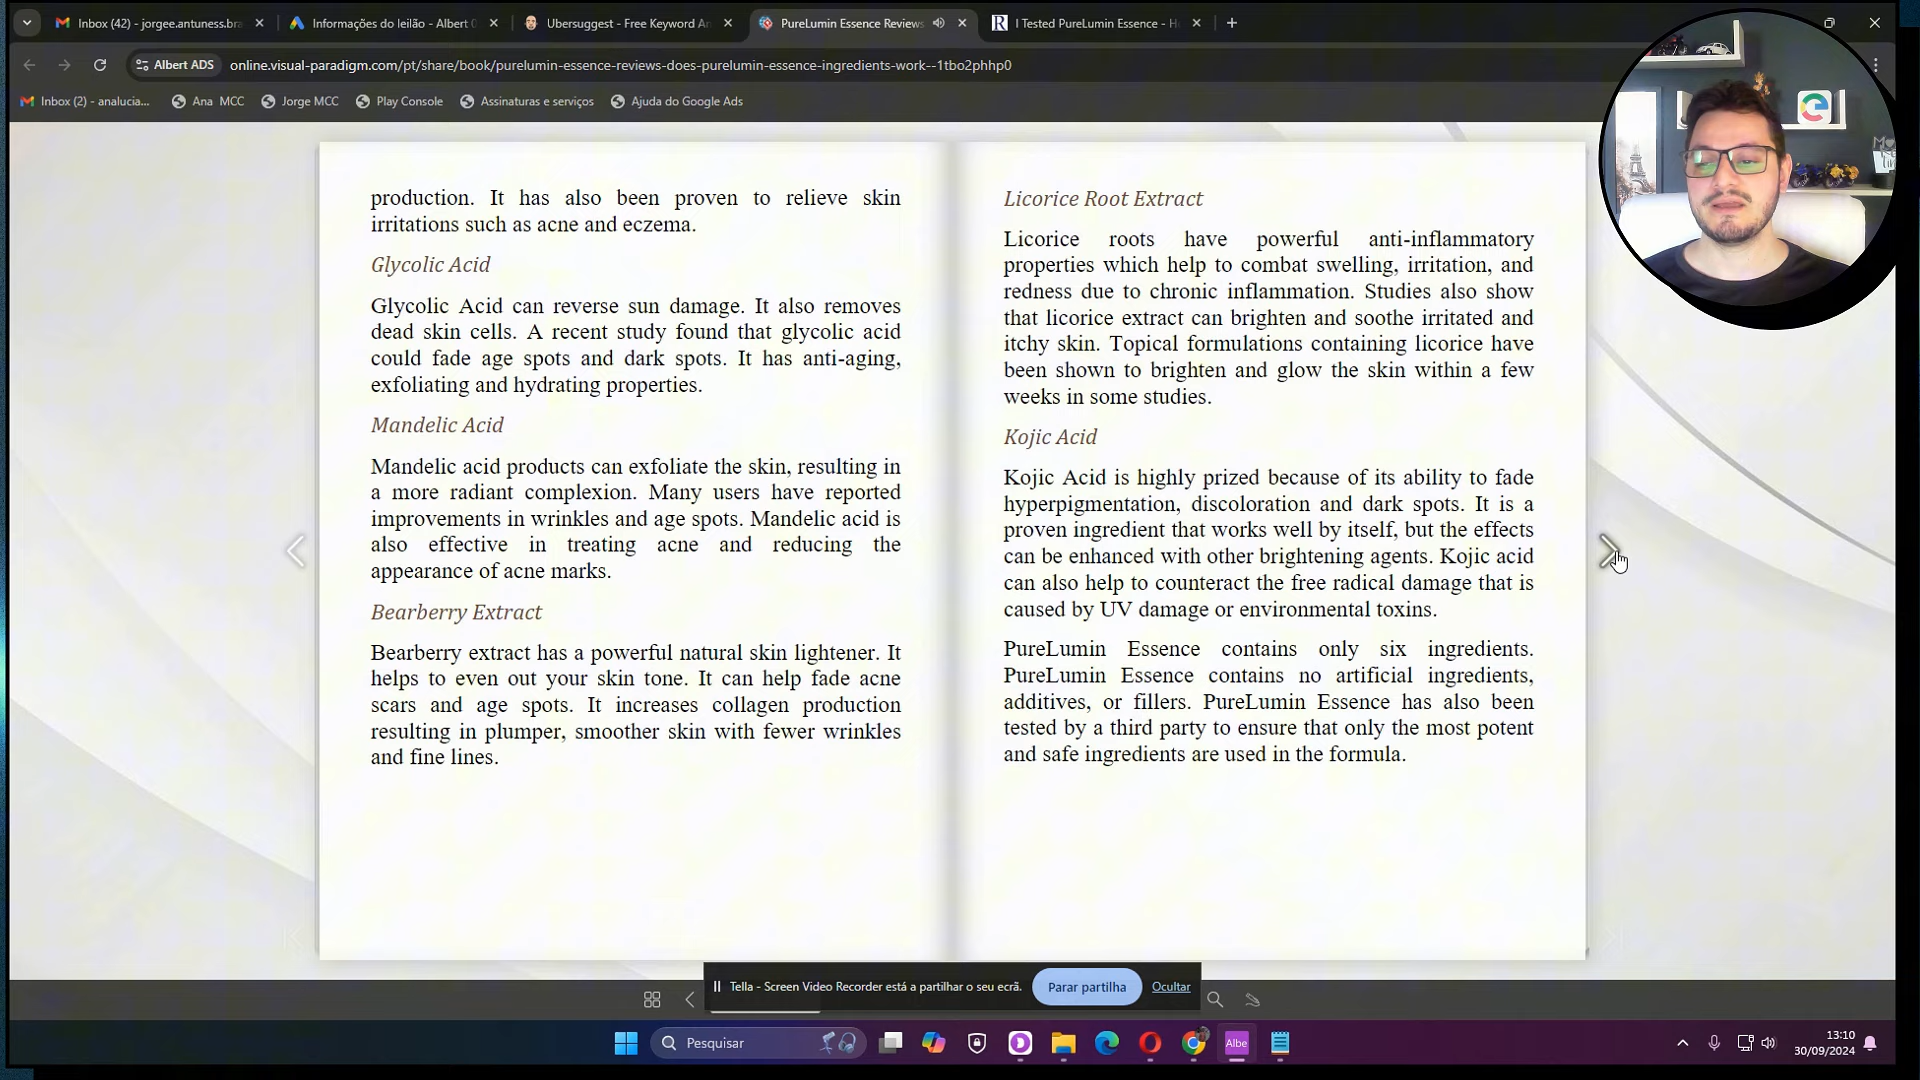 Inbox (42) - jorgee.antuness.bra
Informações do leilão - Albert 0
Ubersuggest - Free Keyword An
PureLumin Essence Reviews
I Tested PureLumin Essence - H
Albert ADS
online.visual-paradigm.com/pt/share/book/purelumin-essence-reviews-does-purelumin-essence-ingredients-work--1tbo2phhp0
Inbox (2) - analucia...
Ana MCC
Jorge MCC
Play Console
Assinaturas e serviços
Ajuda do Google Ads
production. It has also been proven to relieve skin
irritations such as acne and eczema.
Glycolic Acid
Glycolic Acid can reverse sun damage. It also removes
dead skin cells. A recent study found that glycolic acid
could fade age spots and dark spots. It has anti-aging,
exfoliating and hydrating properties.
Mandelic Acid
Mandelic acid products can exfoliate the skin, resulting in
a more radiant complexion. Many users have reported
improvements in wrinkles and age spots. Mandelic acid is
also effective in treating acne and reducing the
appearance of acne marks.
Bearberry Extract
Bearberry extract has a powerful natural skin lightener. It
helps to even out your skin tone. It can help fade acne
scars and age spots. It increases collagen production
resulting in plumper, smoother skin with fewer wrinkles
and fine lines.
Licorice Root Extract
Licorice roots have powerful anti-inflammatory
properties which help to combat swelling, irritation, and
redness due to chronic inflammation. Studies also show
that licorice extract can brighten and soothe irritated and
itchy skin. Topical formulations containing licorice have
been shown to brighten and glow the skin within a few
weeks in some studies.
Kojic Acid
Kojic Acid is highly prized because of its ability to fade
hyperpigmentation, discoloration and dark spots. It is a
proven ingredient that works well by itself, but the effects
can be enhanced with other brightening agents. Kojic acid
can also help to counteract the free radical damage that is
caused by UV damage or environmental toxins.
PureLumin Essence contains only six ingredients.
PureLumin Essence contains no artificial ingredients,
additives, or fillers. PureLumin Essence has also been
tested by a third party to ensure that only the most potent
and safe ingredients are used in the formula.
Tella - Screen Video Recorder está a partilhar o seu ecrã.
Parar partilha
Ocultar
Pesquisar
Albe
13:10
30/09/2024